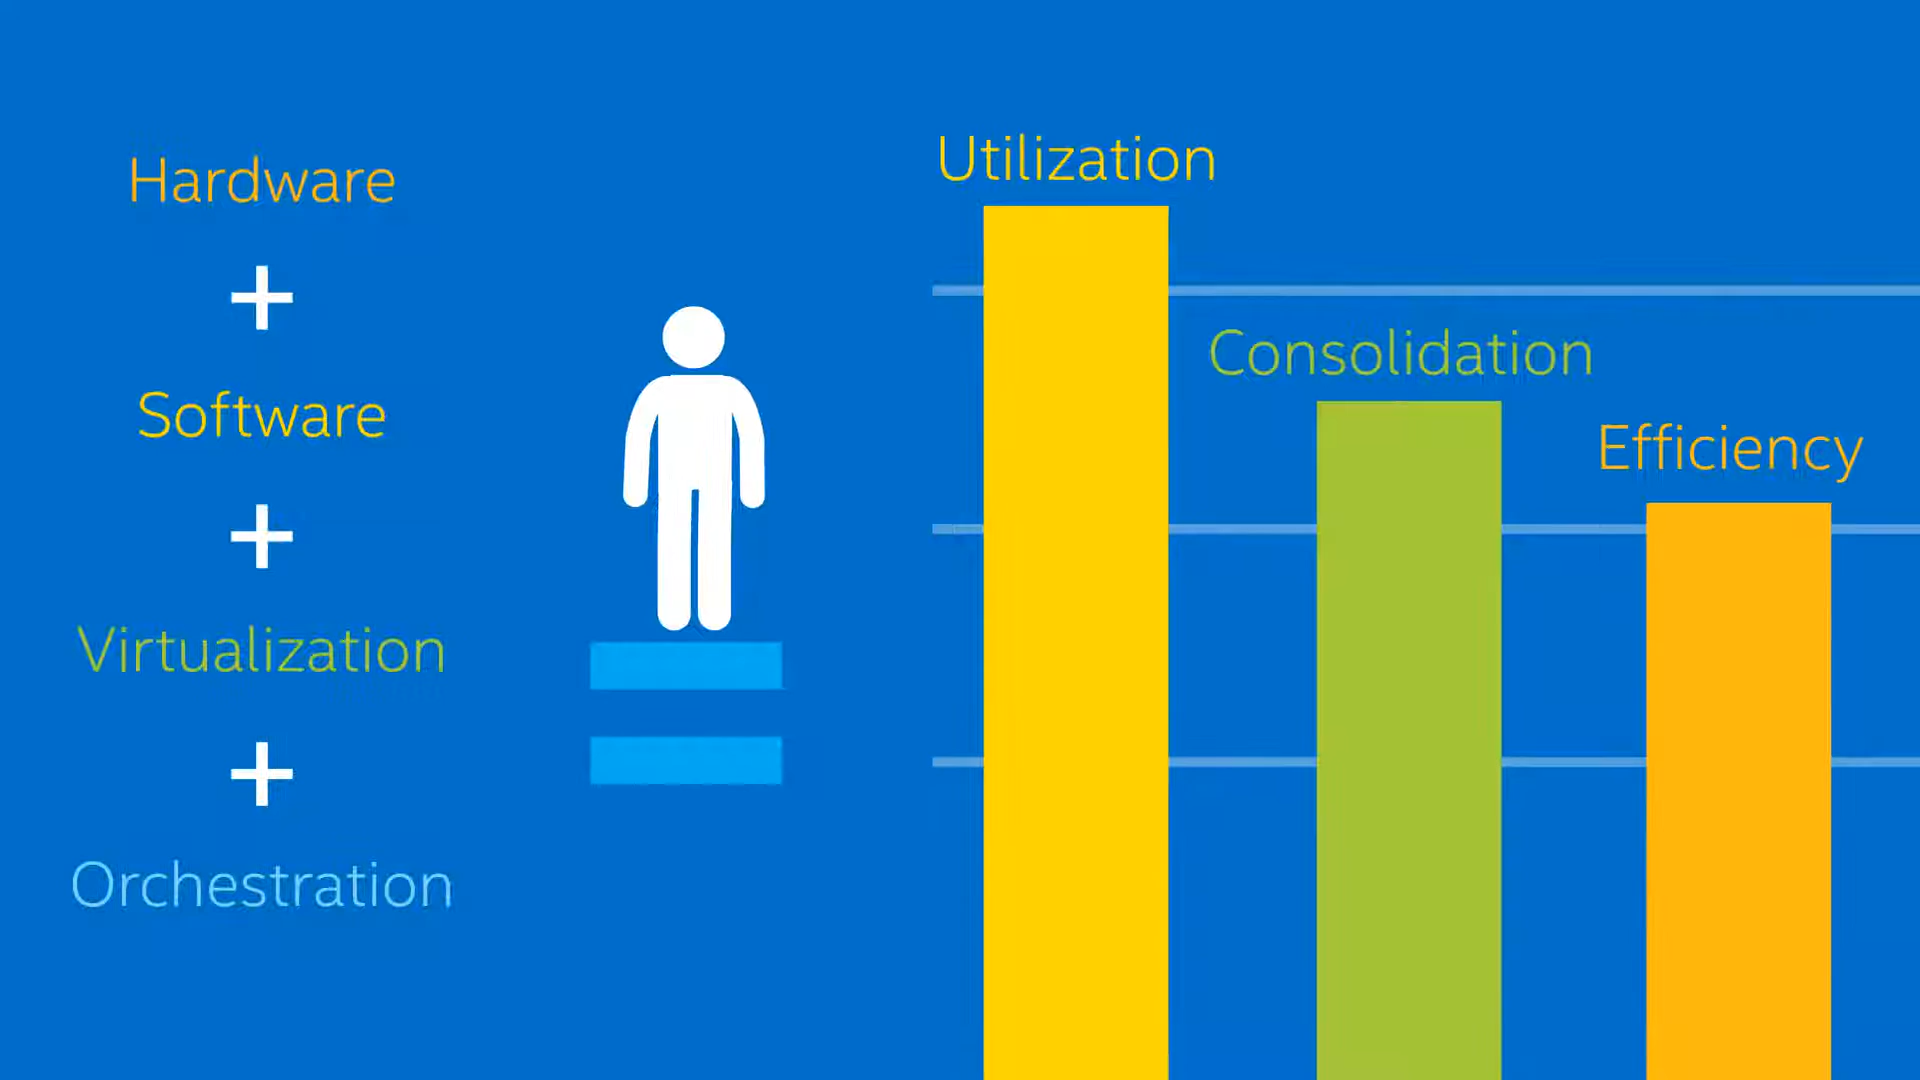 Hardware
+
Software
+
Virtualization
+
Orchestration
=
Utilization
Consolidation
Efficiency